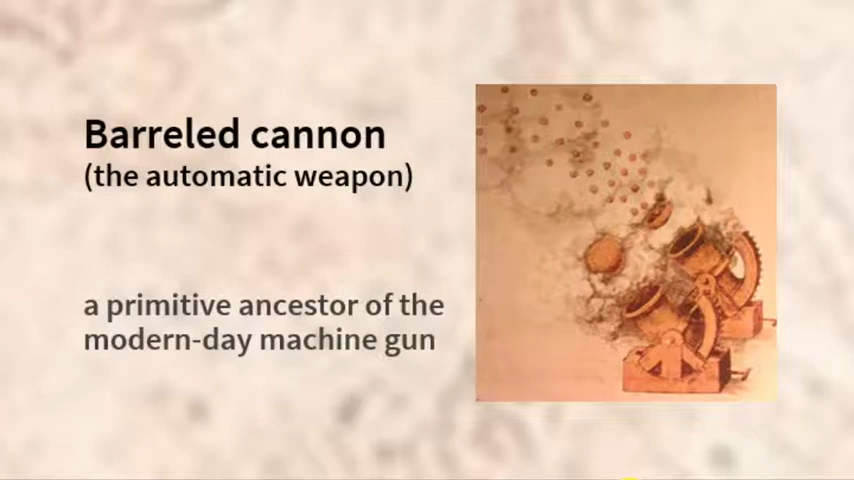 Barreled cannon
(the automatic weapon)
a primitive ancestor of the
modern-day machine gun